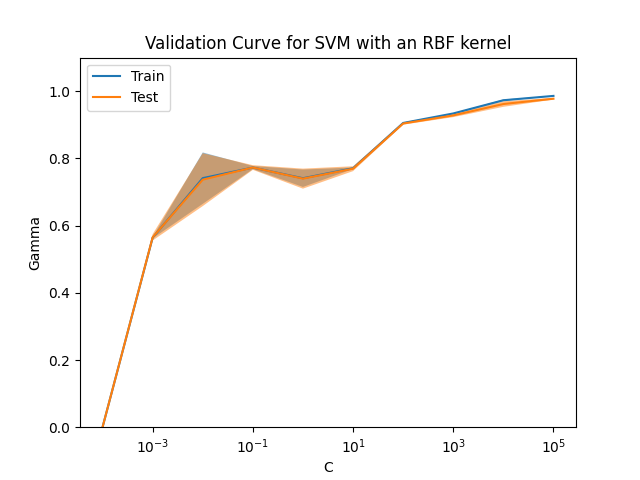 Validation Curve for SVM with an RBF kernel
Train
Test
1.0
0.8
0.6
0.4
0.2
0.0
Gamma
10⁻³
10⁻¹
10¹
10³
10⁵
C